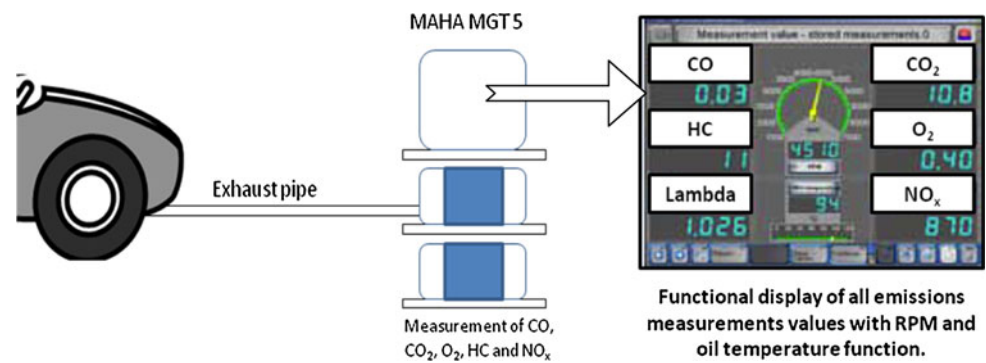 MAHA MGT 5
Measurement value - stored measurements 0
CO
0.03
CO2
10.8
HC
11
O2
0.40
4510
Lambda
1.026
94
NOx
870
Exhaust pipe
Measurement of CO,
CO2, O2, HC and NOx
Functional display of all emissions
measurements values with RPM and
oil temperature function.